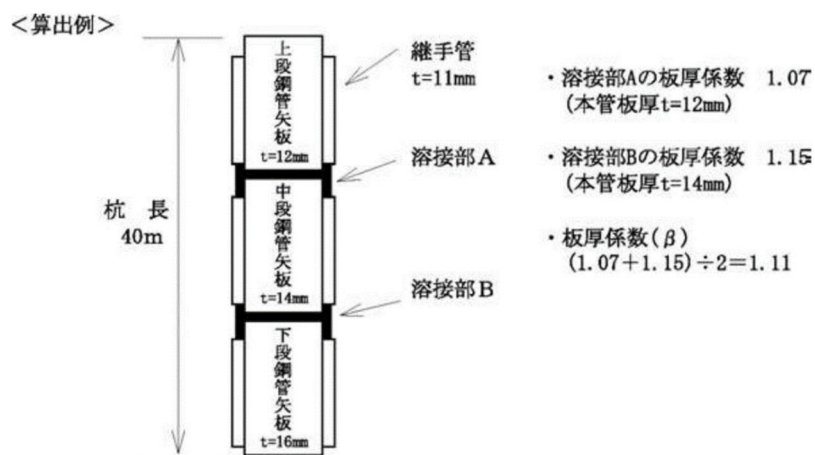 <算出例>
上段鋼管矢板
t=12mm
中段鋼管矢板
t=14mm
下段鋼管矢板
t=16mm
杭長
40m
継手管
t=11mm
溶接部A
溶接部B
・溶接部Aの板厚係数 1.07
(本管板厚t=12mm)
・溶接部Bの板厚係数 1.15
(本管板厚t=14mm)
・板厚係数(β)
(1.07+1.15)÷2=1.11